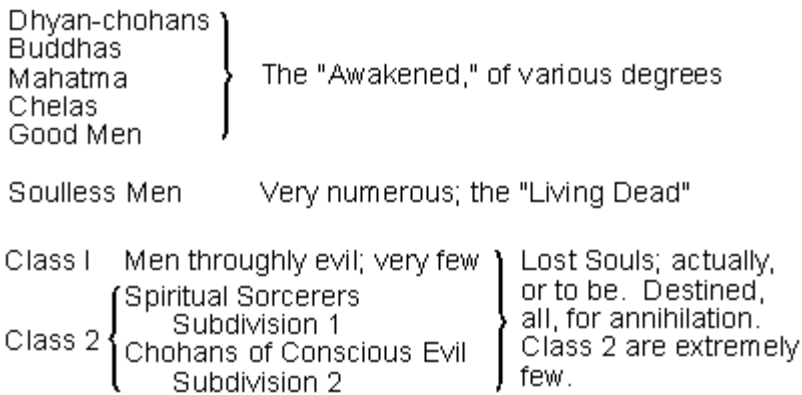 Dhyan-chohans
Buddhas
Mahatma
Chelas
Good Men
The "Awakened," of various degrees
Soulless Men Very numerous; the "Living Dead"
Class I Men throughly evil; very few
Class 2
Spiritual Sorcerers
Subdivision 1
Chohans of Conscious Evil
Subdivision 2
Lost Souls; actually,
or to be. Destined,
all, for annihilation.
Class 2 are extremely
few.